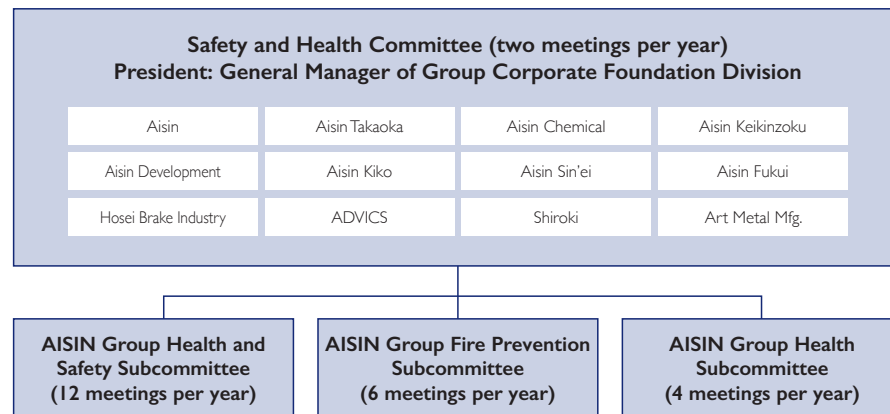 Safety and Health Committee (two meetings per year)
President: General Manager of Group Corporate Foundation Division
Aisin
Aisin Takaoka
Aisin Chemical
Aisin Keikinzoku
Aisin Development
Aisin Kiko
Aisin Sin'ei
Aisin Fukui
Hosei Brake Industry
ADVICS
Shiroki
Art Metal Mfg.
AISIN Group Health and
Safety Subcommittee
(12 meetings per year)
AISIN Group Fire Prevention
Subcommittee
(6 meetings per year)
AISIN Group Health
Subcommittee
(4 meetings per year)